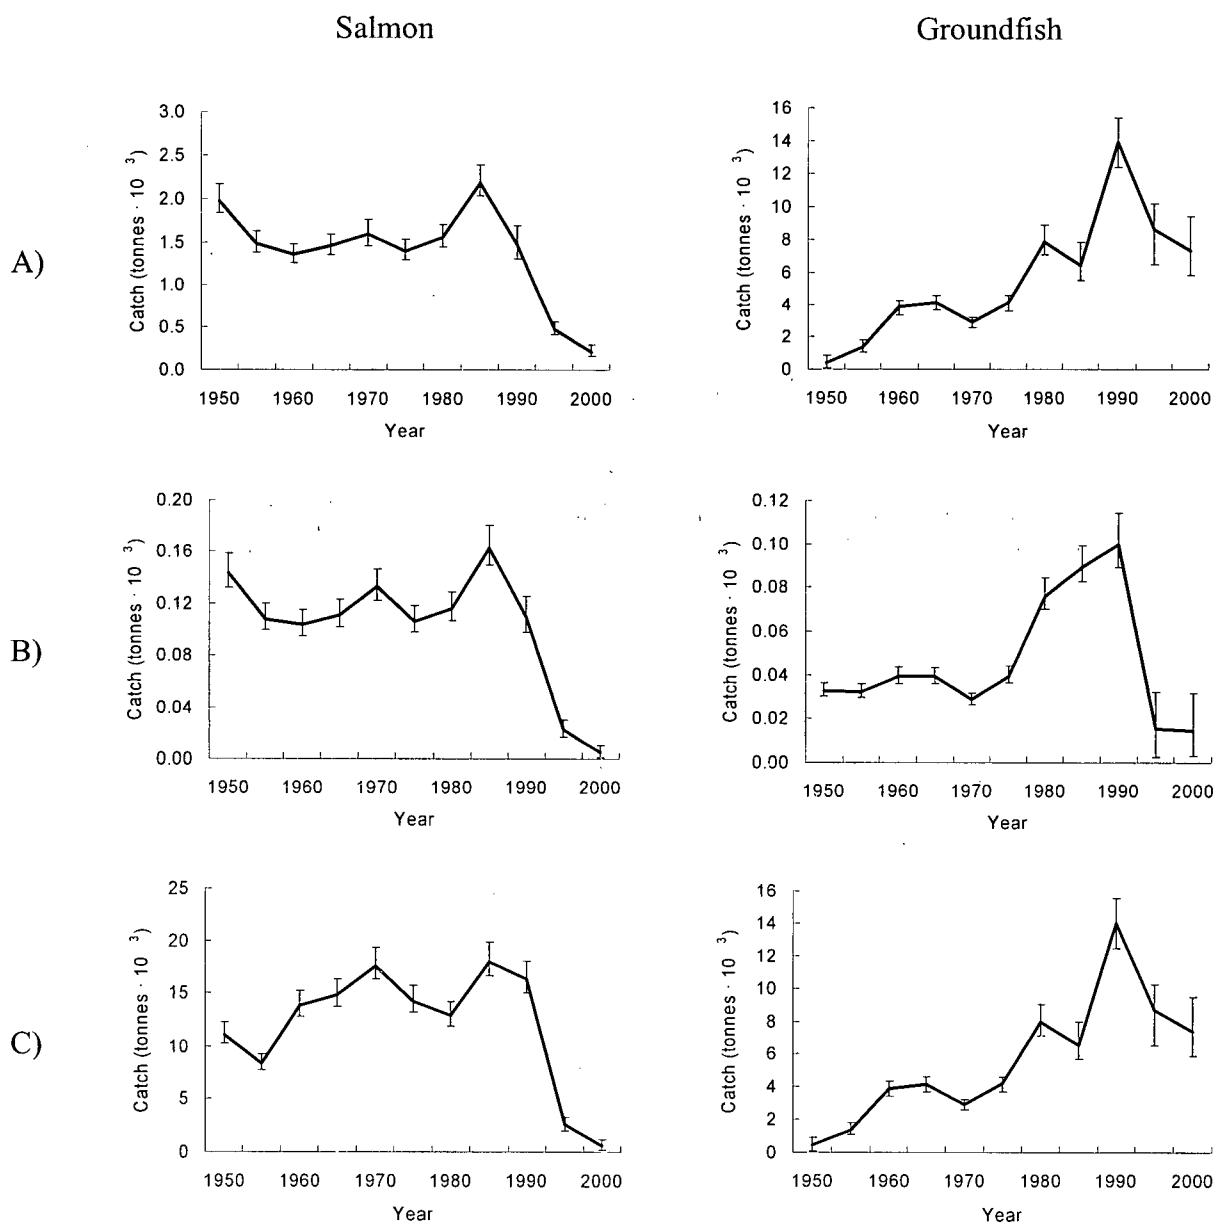 Salmon
Groundfish
A)
Catch (tonnes · 10 3)
3.0
2.5
2.0
1.5
1.0
0.5
0.0
1950 1960 1970 1980 1990 2000
Year
Catch (tonnes · 10 3)
16
14
12
10
8
6
4
2
0
1950 1960 1970 1980 1990 2000
Year
B)
Catch (tonnes · 10 3)
0.20
0.16
0.12
0.08
0.04
0.00
1950 1960 1970 1980 1990 2000
Year
Catch (tonnes · 10 3)
0.12
0.10
0.08
0.06
0.04
0.02
0.00
1950 1960 1970 1980 1990 2000
Year
C)
Catch (tonnes · 10 3)
25
20
15
10
5
0
1950 1960 1970 1980 1990 2000
Year
Catch (tonnes · 10 3)
16
14
12
10
8
6
4
2
0
1950 1960 1970 1980 1990 2000
Year